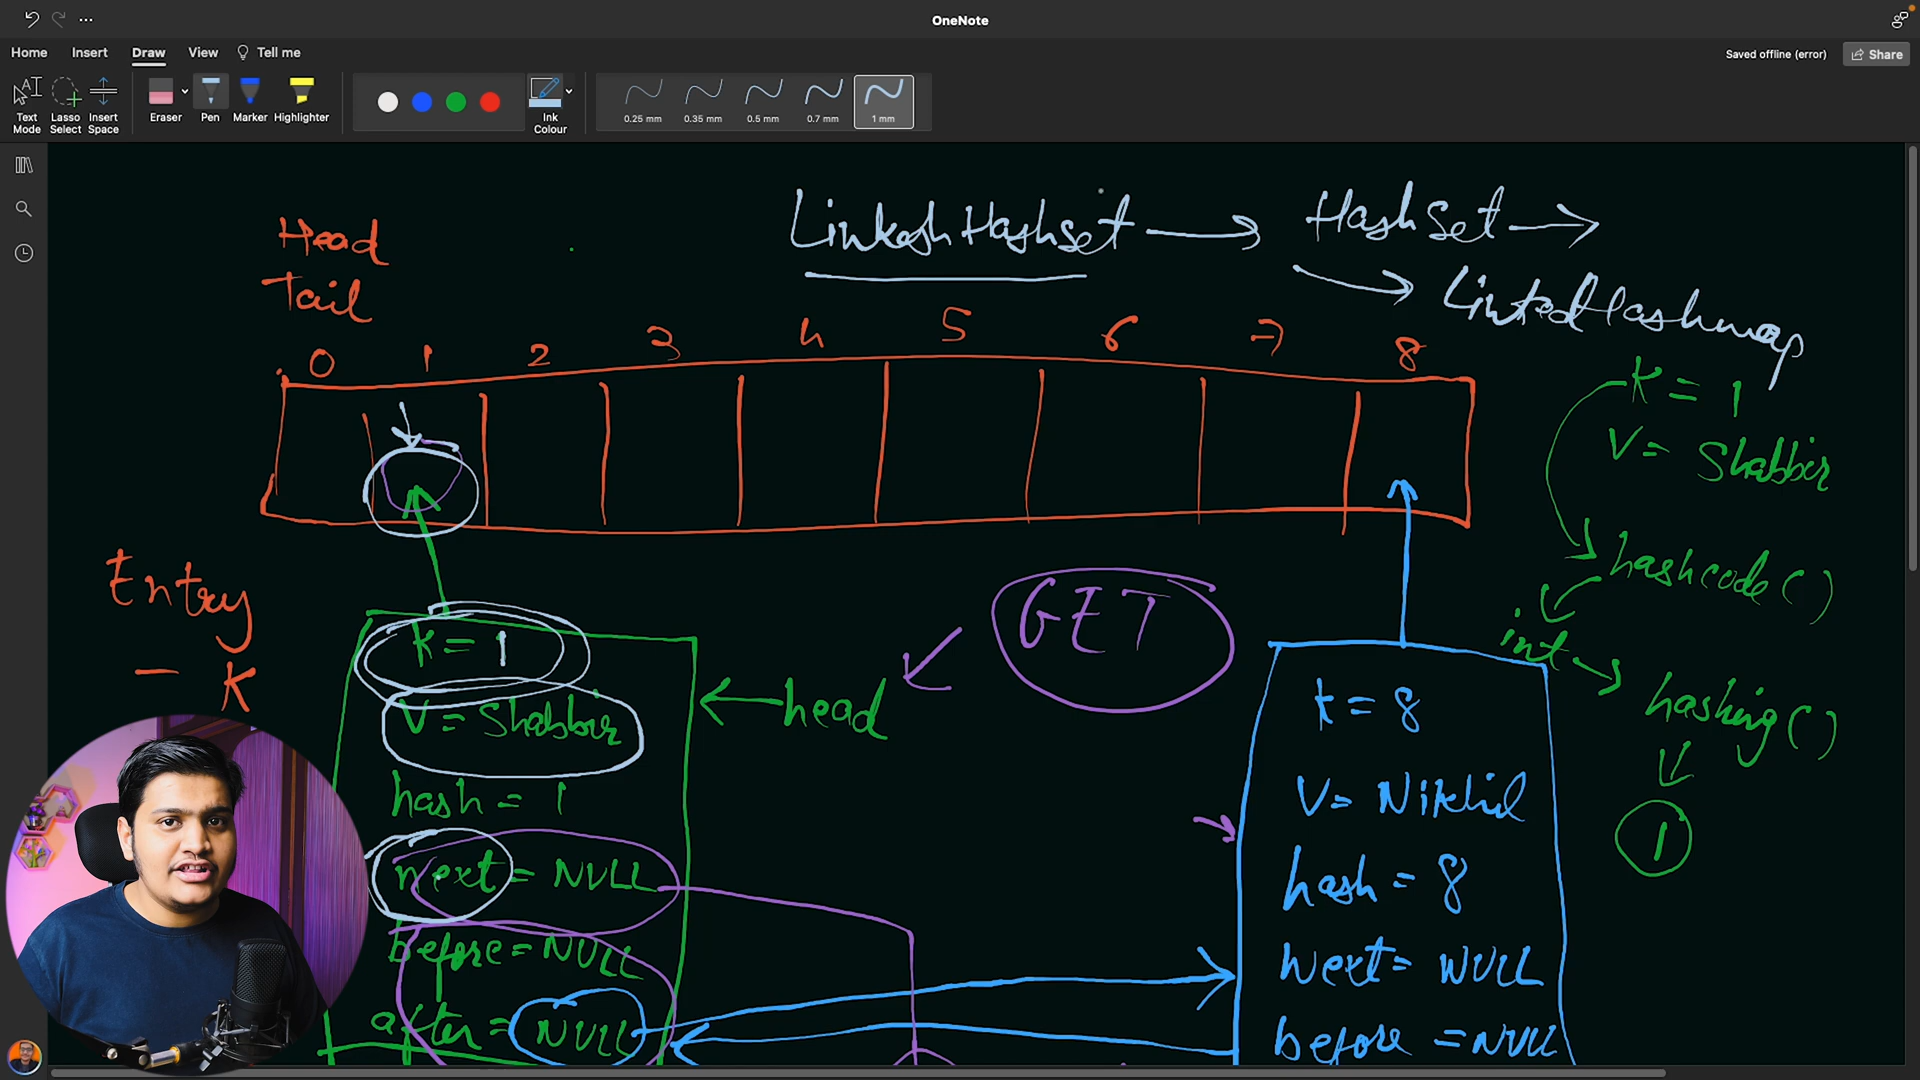 OneNote
Home Insert Draw View Tell me
Saved offline (error) Share
Text Mode
Lasso Select
Insert Space
Eraser
Pen
Marker
Highlighter
Ink Colour
0.25 mm 0.35 mm 0.5 mm 0.7 mm 1 mm
Head
Tail
LinkedHashset → HashSet →
→ LinkedHashmap
0 1 2 3 4 5 6 7 8
K = 1
V = Shabbir
hashcode()
int
hashing()
1
Entry
- K
GET
K = 1
V = Shabbir
hash = 1
next = NULL
before = NULL
after = NULL
← head
K = 8
V = Nikhil
hash = 8
Next = NULL
before = NULL